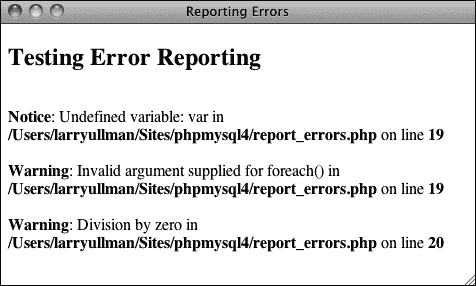 Reporting Errors
Testing Error Reporting
Notice: Undefined variable: var in
/Users/larryullman/Sites/phpmysql4/report_errors.php on line 19
Warning: Invalid argument supplied for foreach() in
/Users/larryullman/Sites/phpmysql4/report_errors.php on line 19
Warning: Division by zero in
/Users/larryullman/Sites/phpmysql4/report_errors.php on line 20